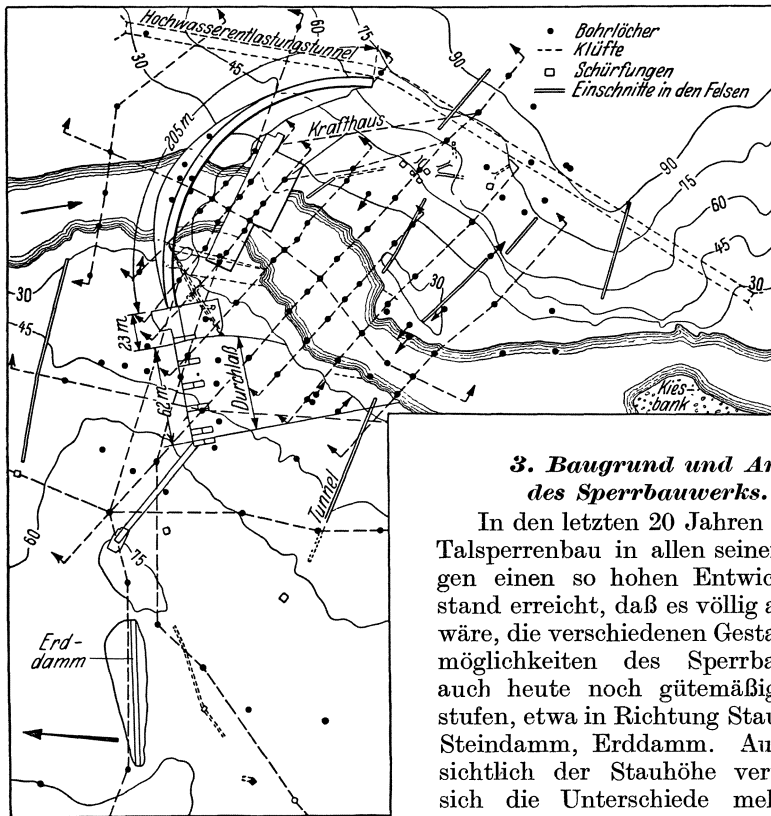 Hochwasserentlastungstunnel
60
75
30
45
90
205 m.
Krafthaus
Bohrlöcher
Klüfte
Schürfungen
Einschnitte in den Felsen
90
75
60
45
30
30
30
45
23 m.
62 m.
Durchlaß
Kies-
bank
Tunnel
60
75
Erd-
damm
3. Baugrund und Ar
des Sperrbauwerks.
In den letzten 20 Jahren
Talsperrenbau in allen seinen
gen einen so hohen Entwic
stand erreicht, daß es völlig a
wäre, die verschiedenen Gesta
möglichkeiten des Sperrba
auch heute noch gütemäßig
stufen, etwa in Richtung Stau
Steindamm, Erddamm. Au
sichtlich der Stauhöhe ver
sich die Unterschiede meh